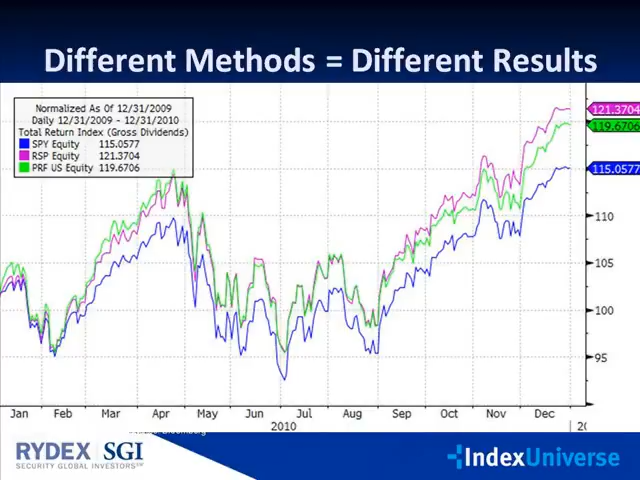 Different Methods = Different Results
Normalized As Of 12/31/2009
Daily 12/31/2009 - 12/31/2010
Total Return Index (Gross Dividends)
SPY Equity 115.0577
RSP Equity 121.3704
PRF US Equity 119.6706
121.3704
119.6706
115.0577
110
105
100
95
Jan Feb Mar Apr May Jun Jul Aug Sep Oct Nov Dec
2010
RYDEX SGI
SECURITY GLOBAL INVESTORS
IndexUniverse